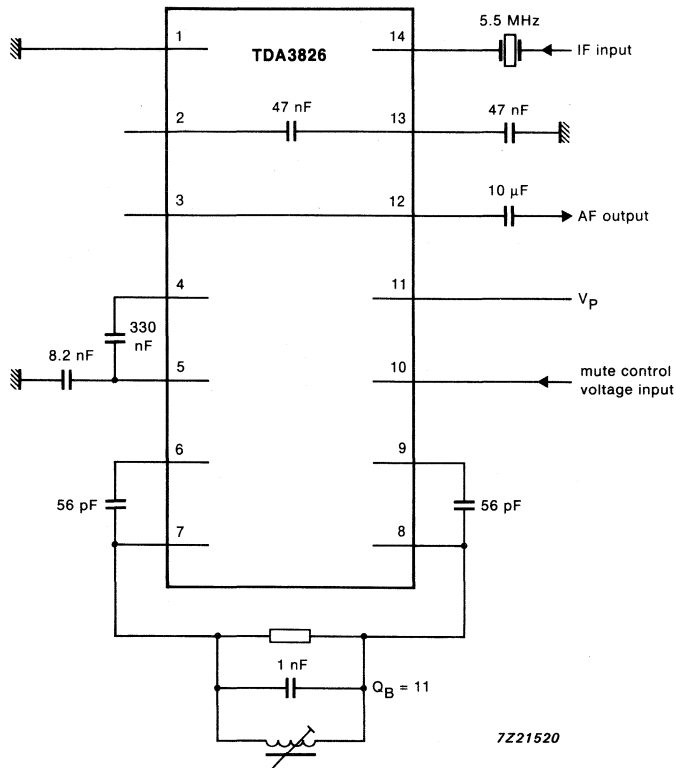 5.5 MHz
1
TDA3826
14
IF input
47 nF
47 nF
2
13
10 µF
3
12
AF output
4
11
VP
330
nF
8.2 nF
5
10
mute control
voltage input
6
9
56 pF
56 pF
7
8
1 nF
QB = 11
7Z21520